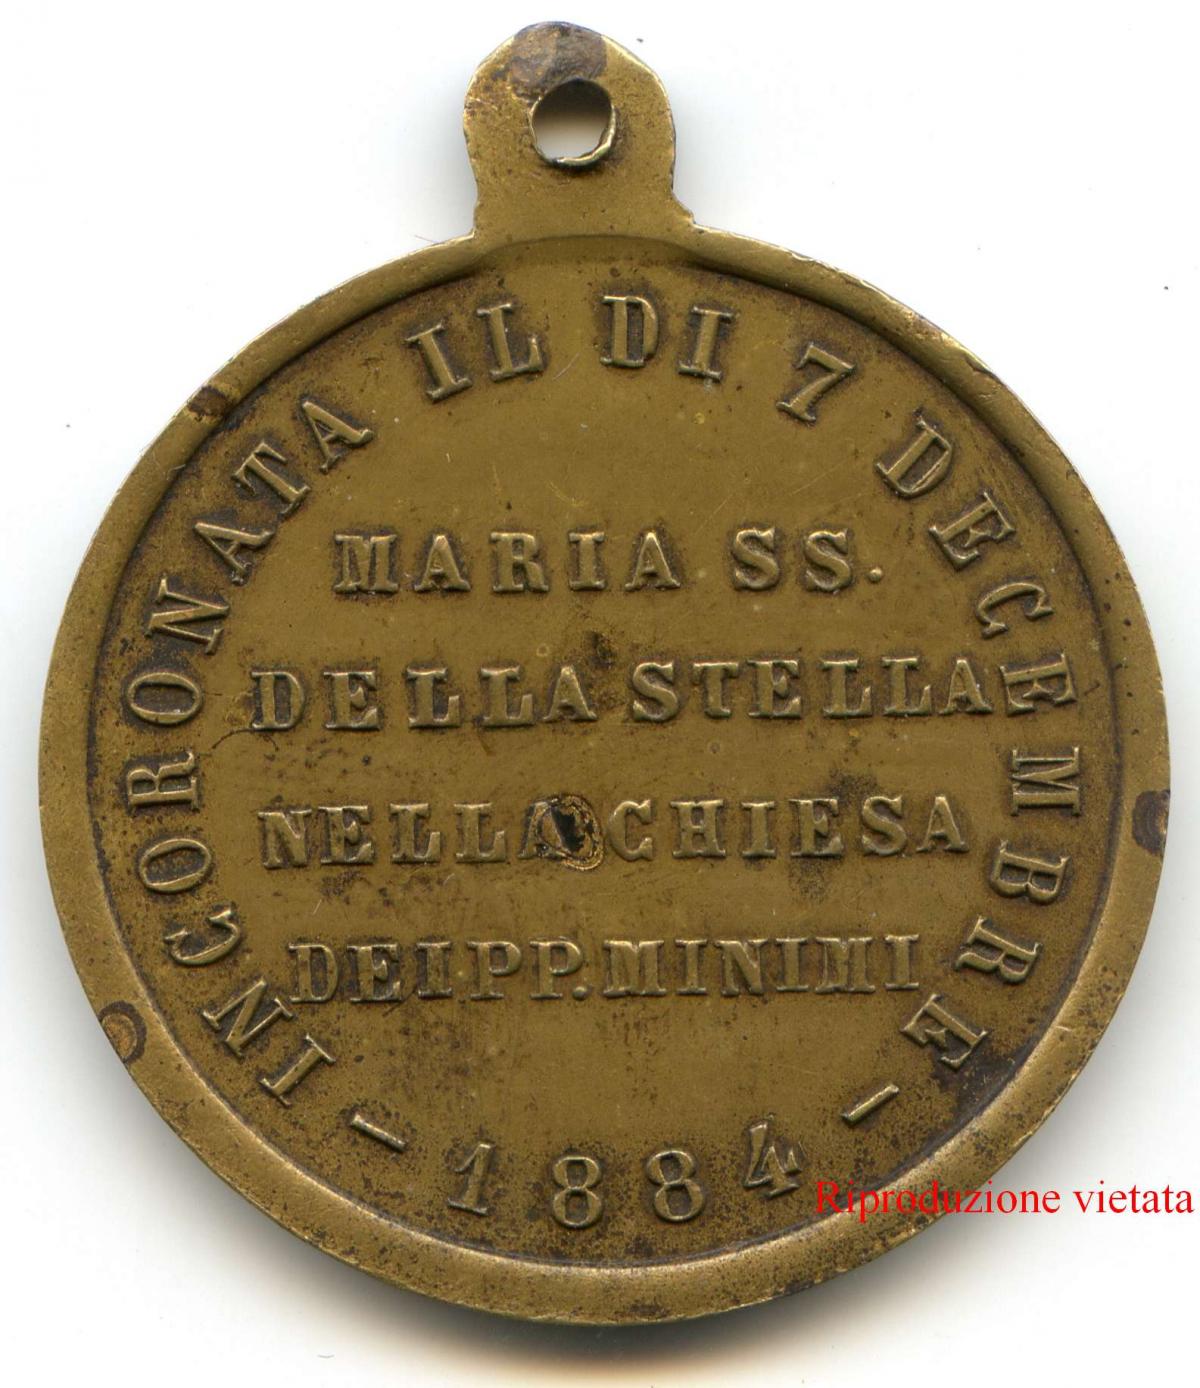 INCORONATA IL DI 7 DECEMBRE
MARIA SS.
DELLA STELLA
NELLA CHIESA
DEI PP. MINIMI
- 1884 -
Riproduzione vietata